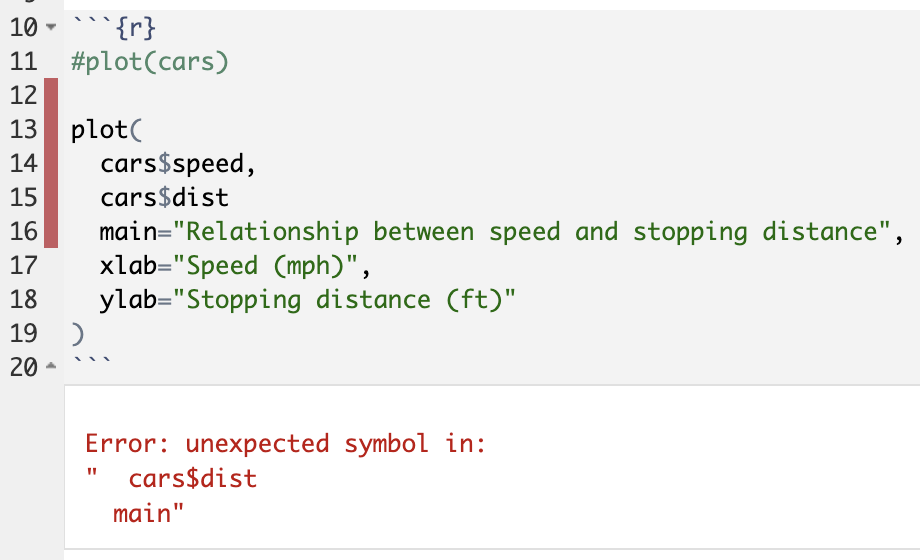 10 ```{r}
11 #plot(cars)
12
13 plot(
14   cars$speed,
15   cars$dist
16   main="Relationship between speed and stopping distance",
17   xlab="Speed (mph)",
18   ylab="Stopping distance (ft)"
19 )
20 ```
Error: unexpected symbol in:
"  cars$dist
  main"